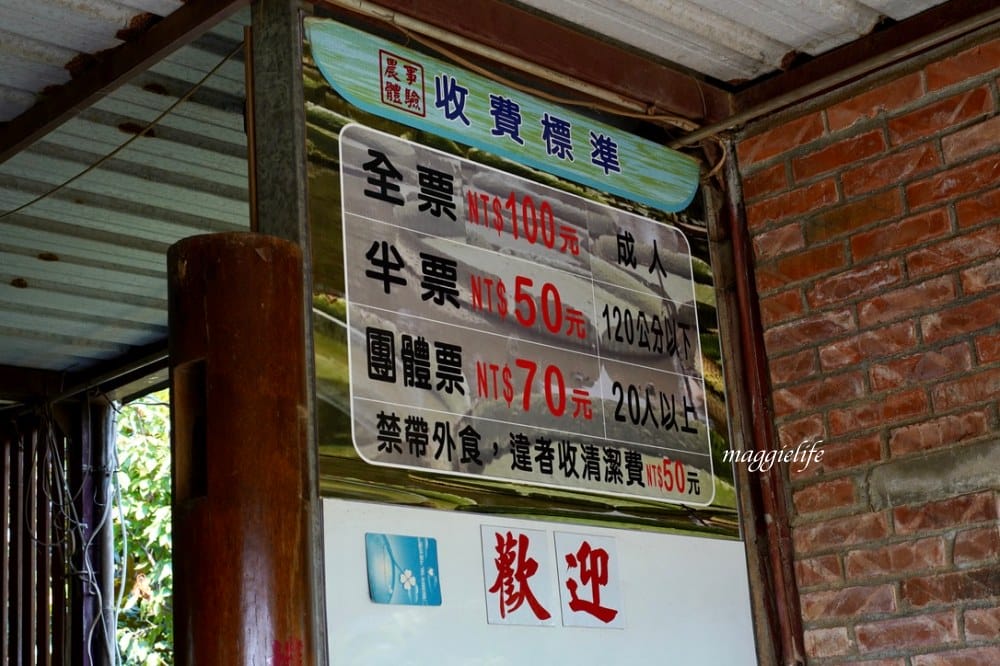 農事體驗 收費標準
全票 NT$100元 成人
半票 NT$50元 120公分以下
團體票 NT$70元 20人以上
禁帶外食，違者收清潔費NT$50元
maggielife
歡迎